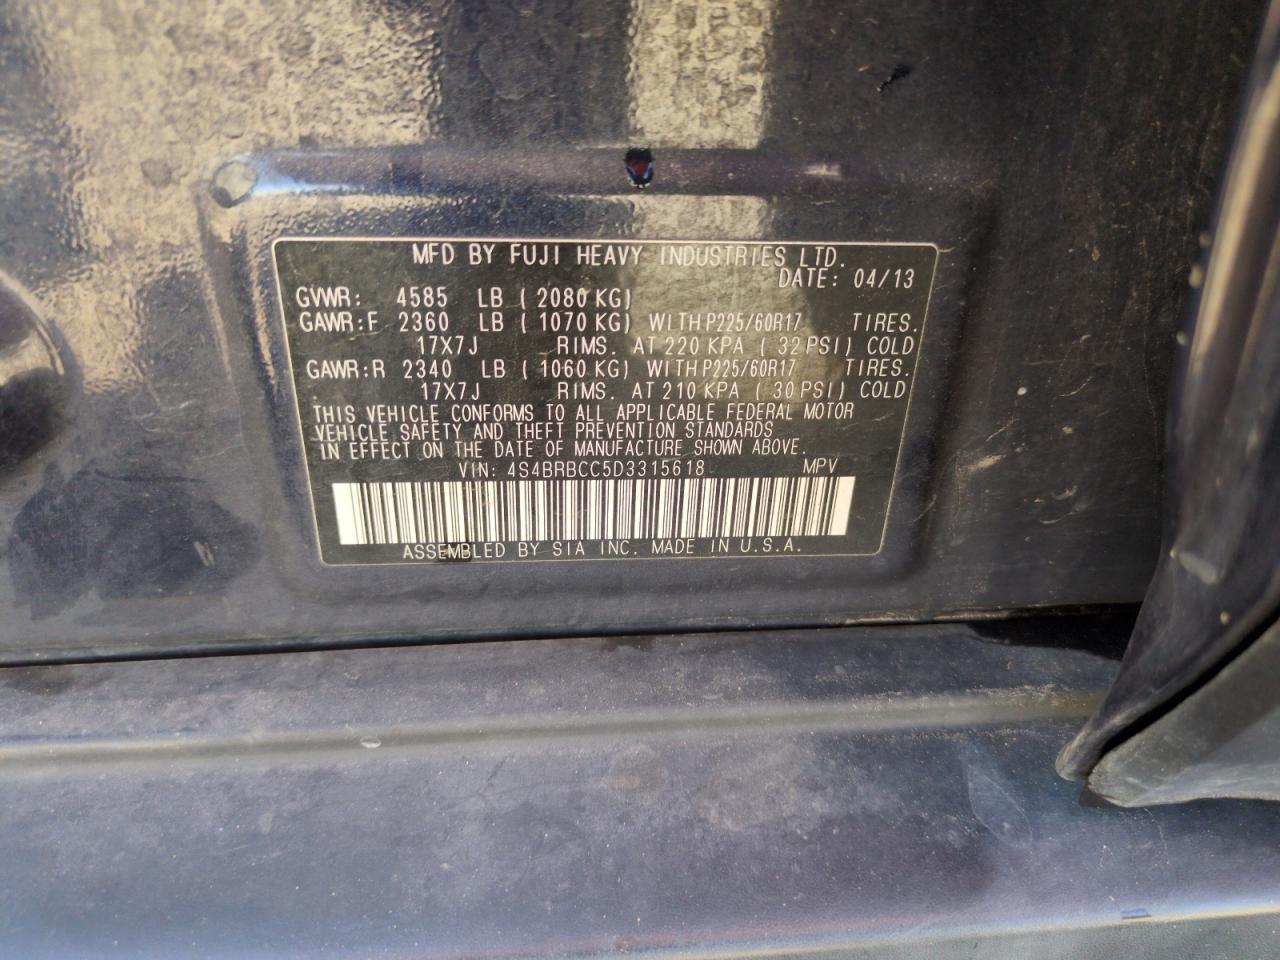 MFD BY FUJI HEAVY INDUSTRIES LTD.
DATE: 04/13
GVWR: 4585 LB ( 2080 KG)
GAWR:F 2360 LB ( 1070 KG) WITH P225/60R17 TIRES.
17X7J RIMS. AT 220 KPA ( 32 PSI) COLD
GAWR:R 2340 LB ( 1060 KG) WITH P225/60R17 TIRES.
17X7J RIMS. AT 210 KPA ( 30 PSI) COLD
THIS VEHICLE CONFORMS TO ALL APPLICABLE FEDERAL MOTOR
VEHICLE SAFETY AND THEFT PREVENTION STANDARDS
IN EFFECT ON THE DATE OF MANUFACTURE SHOWN ABOVE.
VIN: 4S4BRBCC5D3315618 MPV
ASSEMBLED BY SIA INC. MADE IN U.S.A.